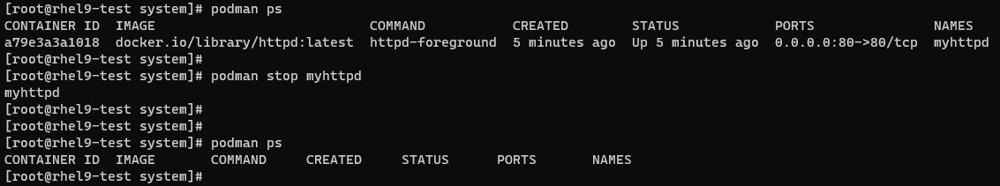 [root@rhel9-test system]# podman ps
CONTAINER ID  IMAGE                           COMMAND           CREATED        STATUS            PORTS               NAMES
a79e3a3a1018  docker.io/library/httpd:latest  httpd-foreground  5 minutes ago  Up 5 minutes ago  0.0.0.0:80->80/tcp  myhttpd
[root@rhel9-test system]#
[root@rhel9-test system]# podman stop myhttpd
myhttpd
[root@rhel9-test system]#
[root@rhel9-test system]#
[root@rhel9-test system]# podman ps
CONTAINER ID  IMAGE       COMMAND     CREATED     STATUS      PORTS       NAMES
[root@rhel9-test system]#